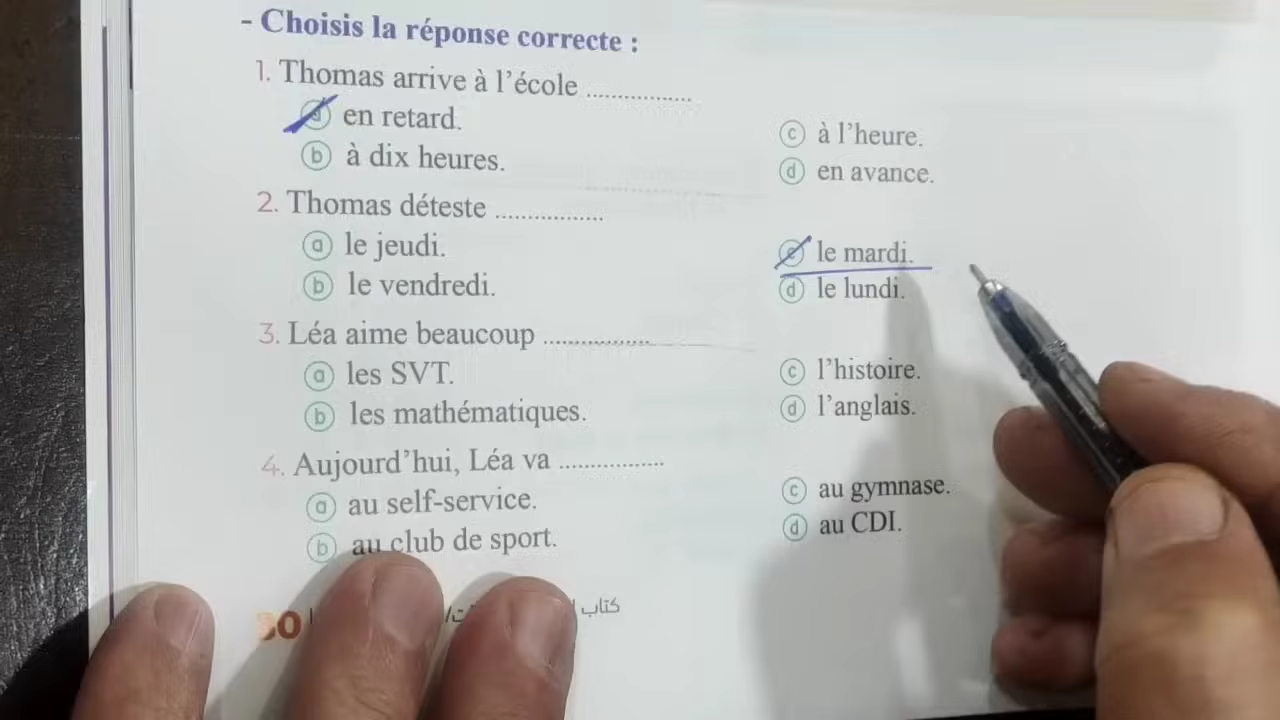 - Choisis la réponse correcte :
1. Thomas arrive à l'école ................
a en retard.
b à dix heures.
c à l'heure.
d en avance.
2. Thomas déteste ................
a le jeudi.
b le vendredi.
c le mardi.
d le lundi.
3. Léa aime beaucoup ................
a les SVT.
b les mathématiques.
c l'histoire.
d l'anglais.
4. Aujourd'hui, Léa va ................
a au self-service.
b au club de sport.
c au gymnase.
d au CDI.
كتاب